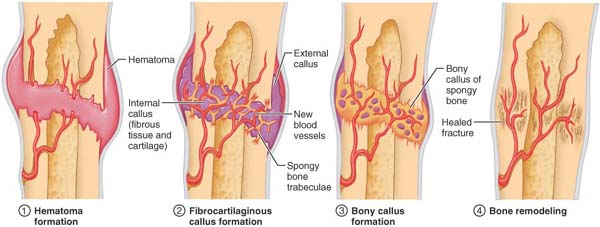 Hematoma
Internal
callus
(fibrous
tissue and
cartilage)
External
callus
New
blood
vessels
Spongy
bone
trabeculae
Bony
callus of
spongy
bone
Healed
fracture
1 Hematoma
formation
2 Fibrocartilaginous
callus formation
3 Bony callus
formation
4 Bone remodeling